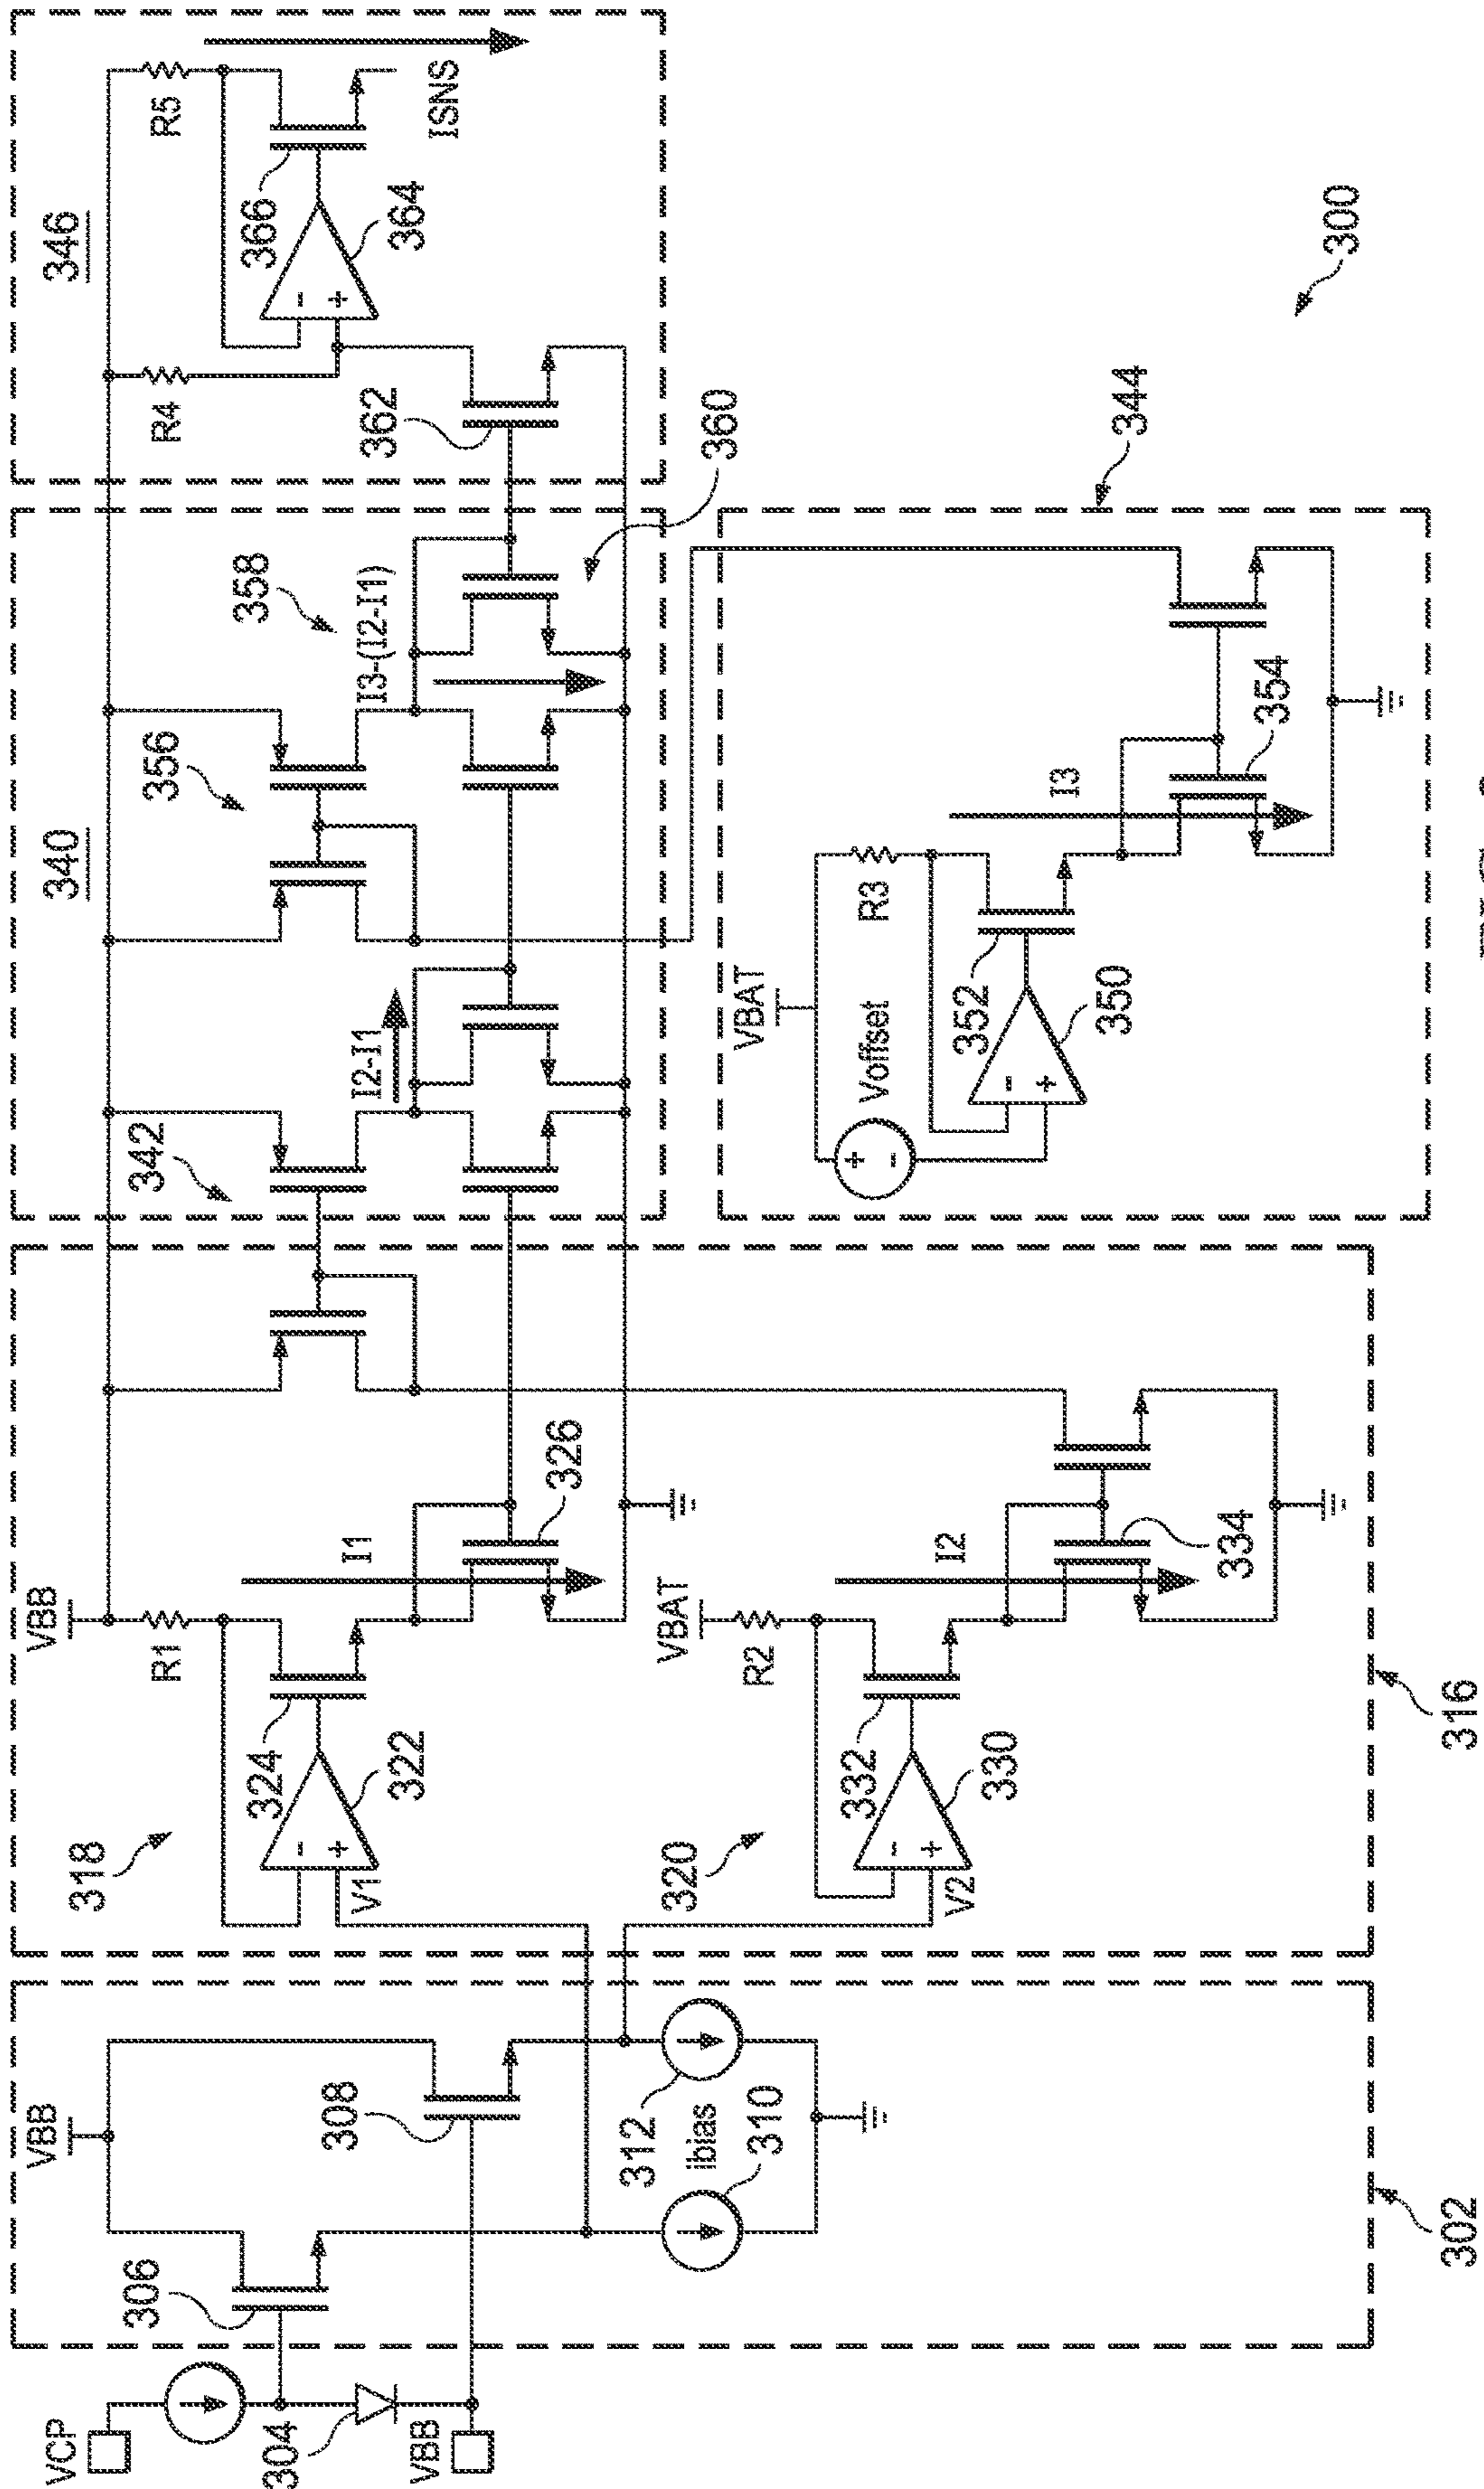 VCP
304
VBB
306
VBB
308
312
ibias
310
302
318
324
322
V1
R1
VBB
I1
326
320
332
330
V2
R2
VBAT
I2
334
316
342
I2-I1
340
356
358
I3-(I2-I1)
360
VBAT
Voffset
R3
352
350
I3
354
344
346
R4
362
R5
366
364
ISNS
300
- +
- +
+ -
- +
- +